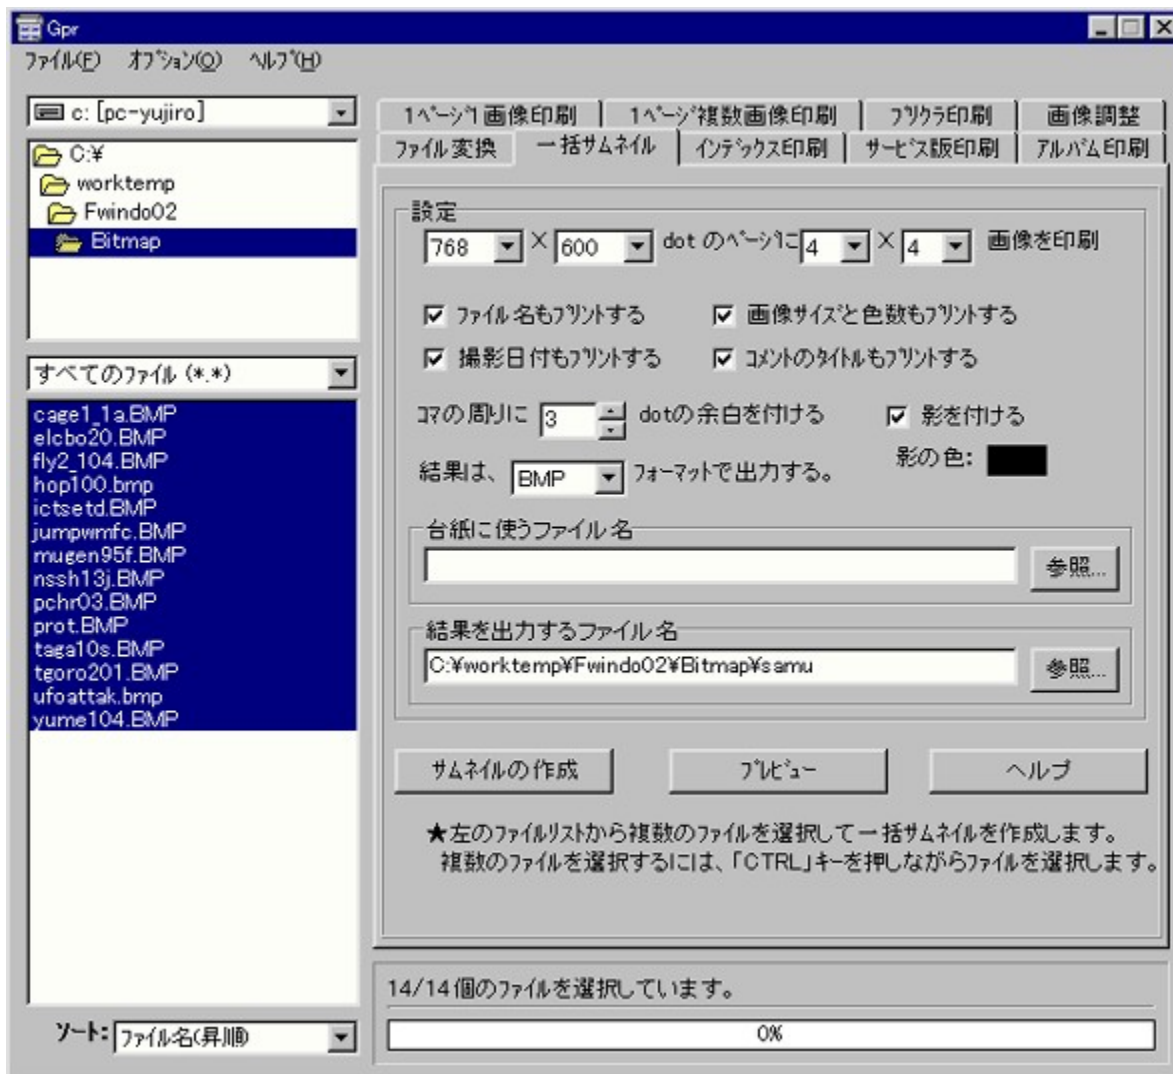 Gpr
ﾌｧｲﾙ(F) ｵﾌﾟｼｮﾝ(O) ﾍﾙﾌﾟ(H)
c: [pc-yujiro]
C:¥
worktemp
Fwindo02
Bitmap
すべてのﾌｧｲﾙ (*.*)
cage1_1a.BMP
elcbo20.BMP
fly2_104.BMP
hop100.bmp
ictsetd.BMP
jumpwmfc.BMP
mugen95f.BMP
nssh13j.BMP
pchr03.BMP
prot.BMP
taga10s.BMP
tgoro201.BMP
ufoattak.bmp
yume104.BMP
ソート: ﾌｧｲﾙ名(昇順)
1ﾍﾟｰｼﾞ1画像印刷 1ﾍﾟｰｼﾞ複数画像印刷 ﾌﾟﾘｸﾗ印刷 画像調整
ﾌｧｲﾙ変換 一括ｻﾑﾈｲﾙ ｲﾝﾃﾞｯｸｽ印刷 ｻｰﾋﾞｽ版印刷 ｱﾙﾊﾞﾑ印刷
設定
768 × 600 dot のﾍﾟｰｼﾞに 4 × 4 画像を印刷
ﾌｧｲﾙ名もﾌﾟﾘﾝﾄする 画像ｻｲｽﾞと色数もﾌﾟﾘﾝﾄする
撮影日付もﾌﾟﾘﾝﾄする ｺﾒﾝﾄのﾀｲﾄﾙもﾌﾟﾘﾝﾄする
ｺﾏの周りに 3 dotの余白を付ける 影を付ける
影の色:
結果は、 BMP ﾌｫｰﾏｯﾄで出力する。
台紙に使うファイル名
参照...
結果を出力するファイル名
C:¥worktemp¥Fwindo02¥Bitmap¥samu 参照...
ｻﾑﾈｲﾙの作成 ﾌﾟﾚﾋﾞｭｰ ヘルプ
★左のﾌｧｲﾙﾘｽﾄから複数のﾌｧｲﾙを選択して一括ｻﾑﾈｲﾙを作成します。
複数のﾌｧｲﾙを選択するには、「CTRL」ｷｰを押しながらﾌｧｲﾙを選択します。
14/14個のﾌｧｲﾙを選択しています。
0%